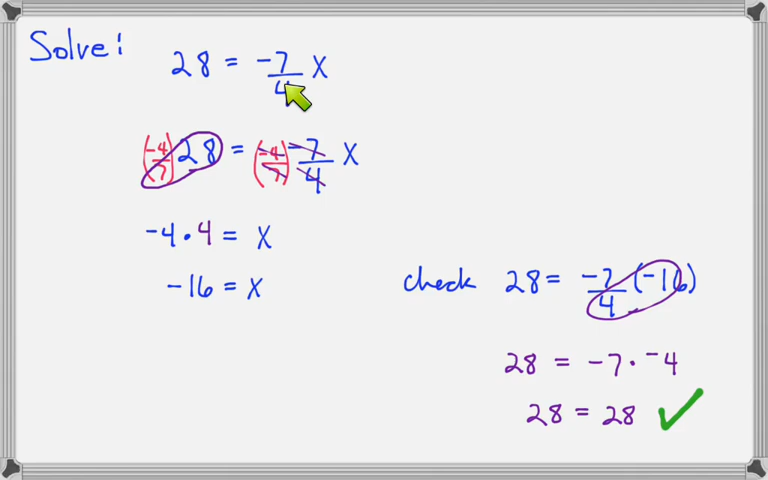 Solve:
28 = -7/4 x
(-4/7) 28 = (-4/7) -7/4 x
-4 · 4 = x
-16 = x
check 28 = -7/4 (-16)
28 = -7 · -4
28 = 28 ✓